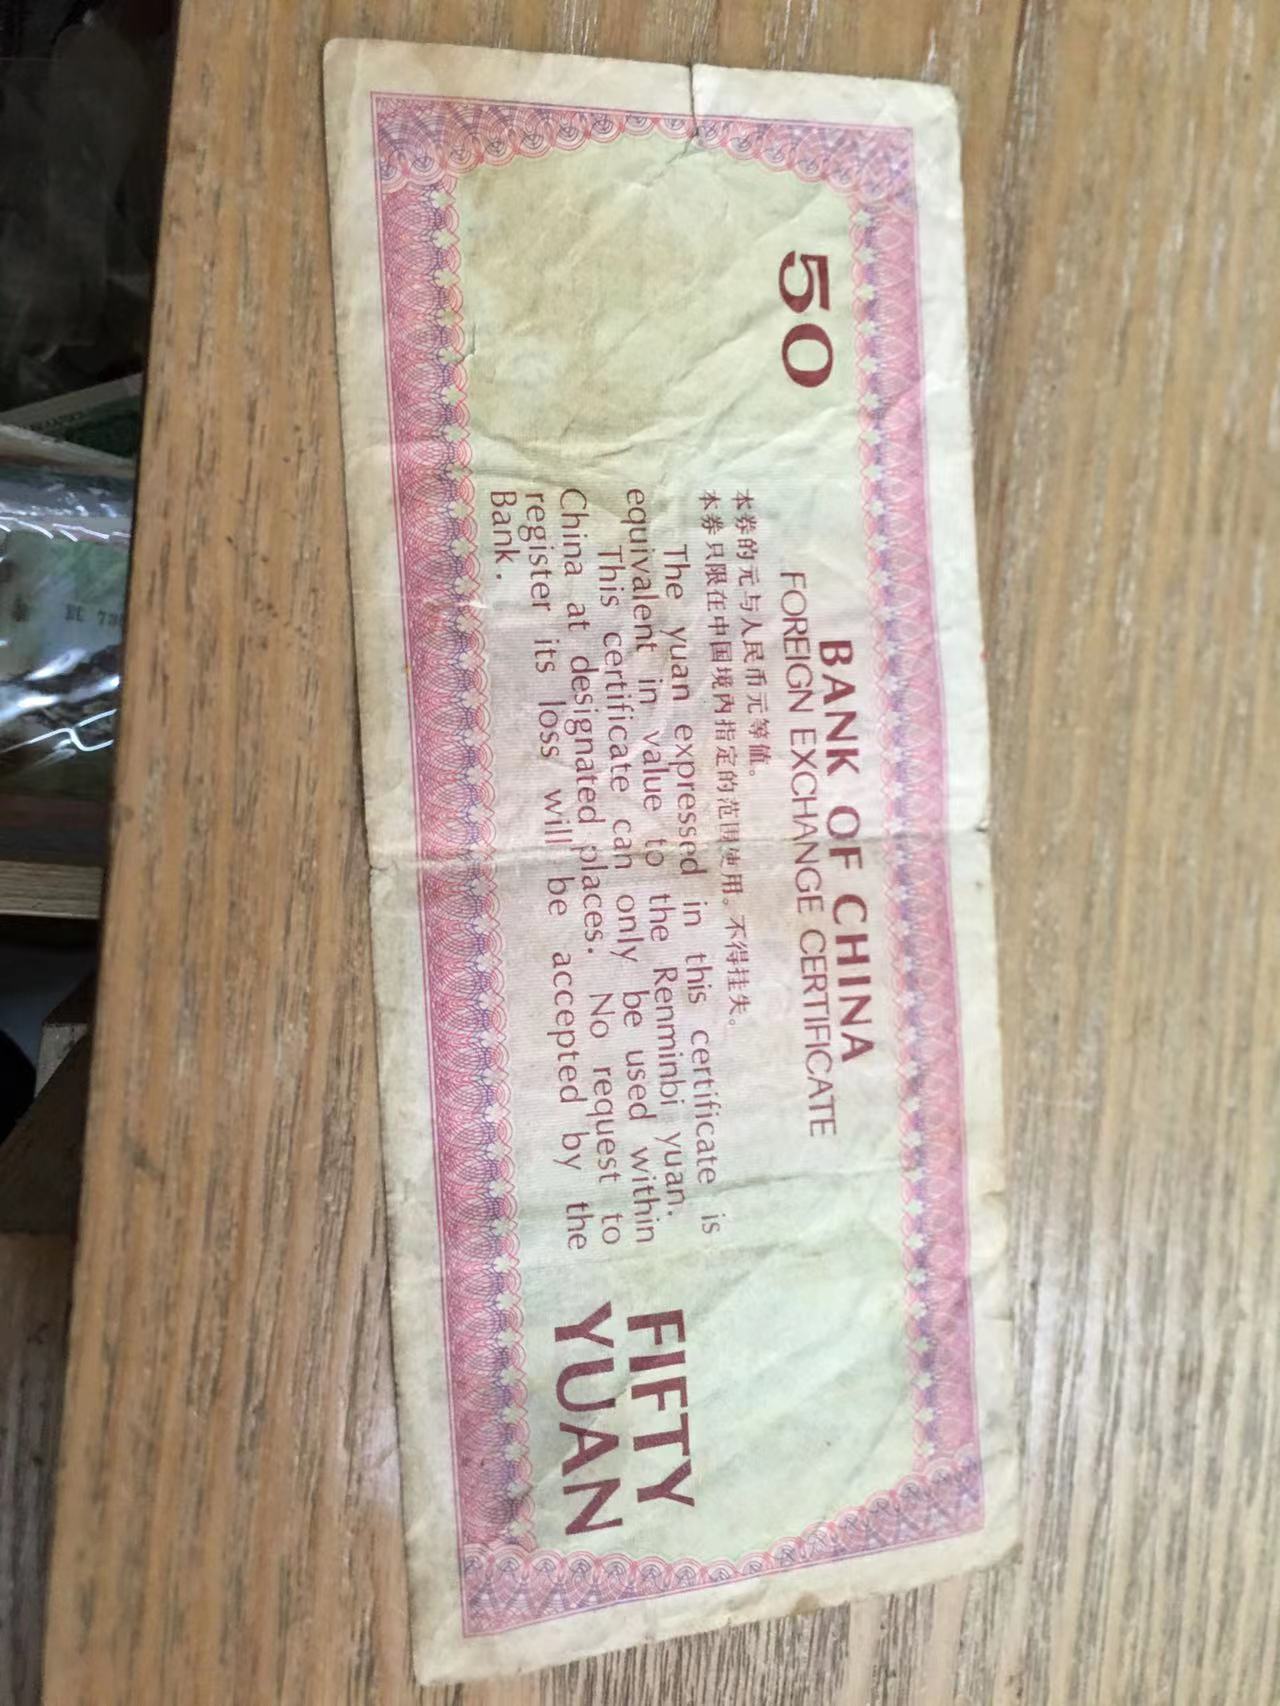 50
BANK OF CHINA
FOREIGN EXCHANGE CERTIFICATE
本券的元与人民币元等值。
本券只限在中国境内指定的范围使用。不得挂失。
The yuan expressed in this certificate is
equivalent in value to the Renminbi yuan.
This certificate can only be used within
China at designated places. No request to
register its loss will be accepted by the
Bank.
FIFTY
YUAN